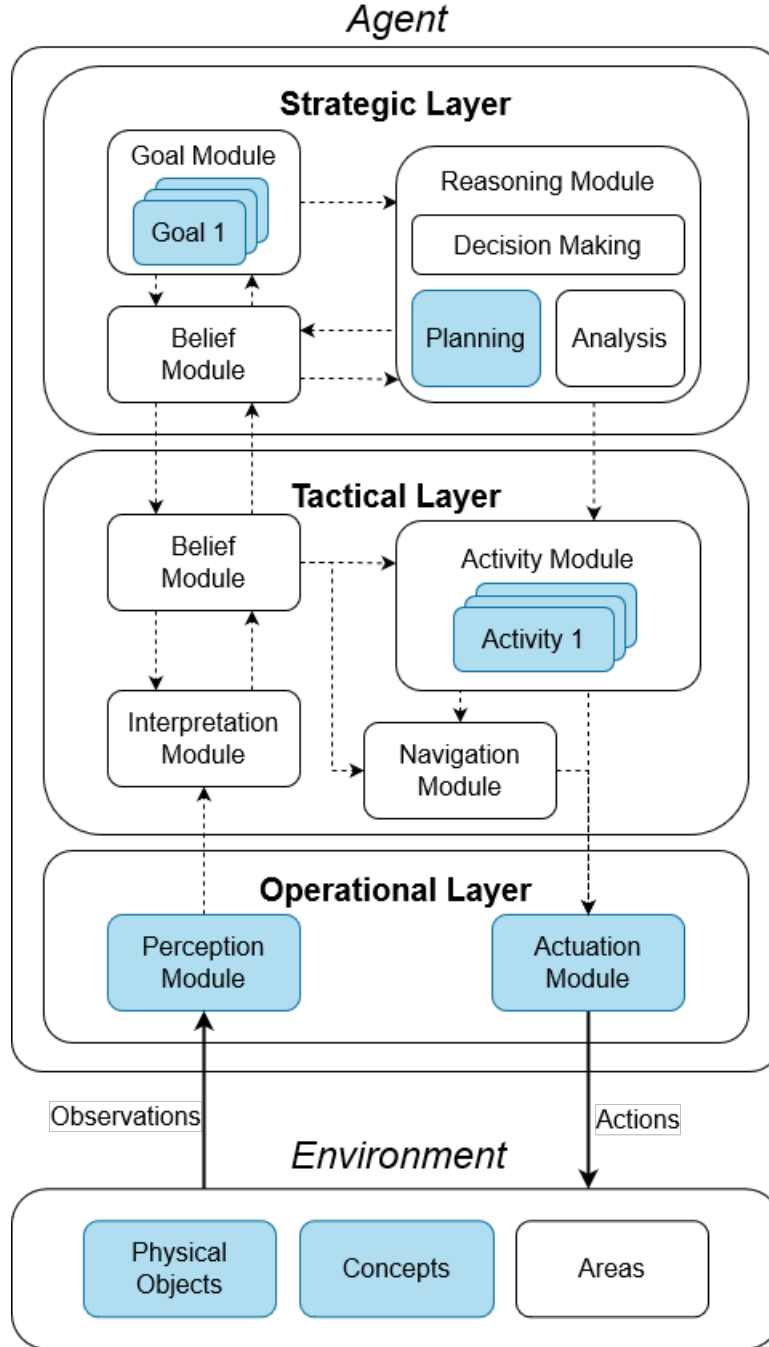 Agent
Strategic Layer
Goal Module
Goal 1
Reasoning Module
Decision Making
Planning
Analysis
Belief
Module
Tactical Layer
Belief
Module
Activity Module
Activity 1
Interpretation
Module
Navigation
Module
Operational Layer
Perception
Module
Actuation
Module
Observations
Actions
Environment
Physical
Objects
Concepts
Areas